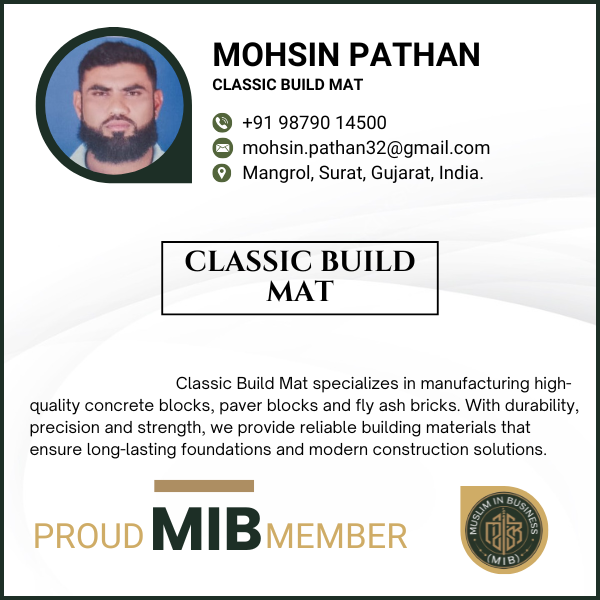 MOHSIN PATHAN
CLASSIC BUILD MAT
+91 98790 14500
mohsin.pathan32@gmail.com
Mangrol, Surat, Gujarat, India.
CLASSIC BUILD
MAT
Classic Build Mat specializes in manufacturing high-
quality concrete blocks, paver blocks and fly ash bricks. With durability,
precision and strength, we provide reliable building materials that
ensure long-lasting foundations and modern construction solutions.
PROUD MIB MEMBER
MUSLIM IN BUSINESS
(MIB)